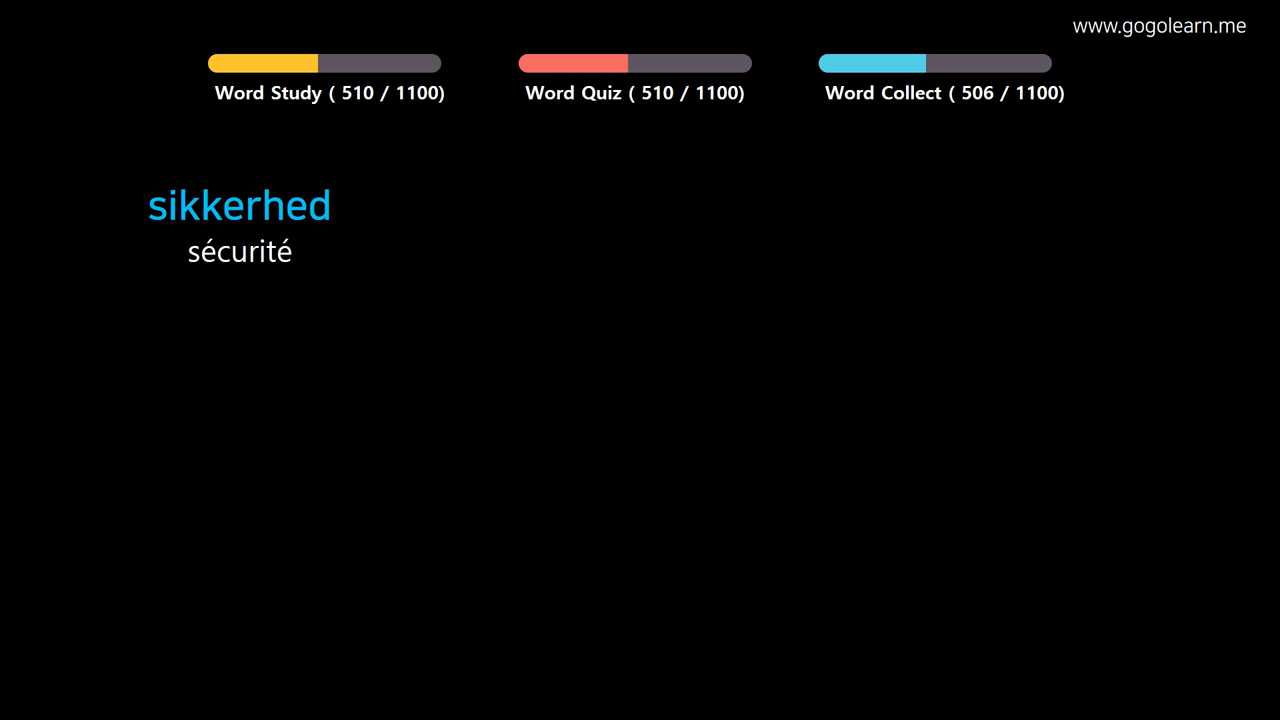 www.gogolearn.me
Word Study ( 510 / 1100)
Word Quiz ( 510 / 1100)
Word Collect ( 506 / 1100)
sikkerhed
sécurité